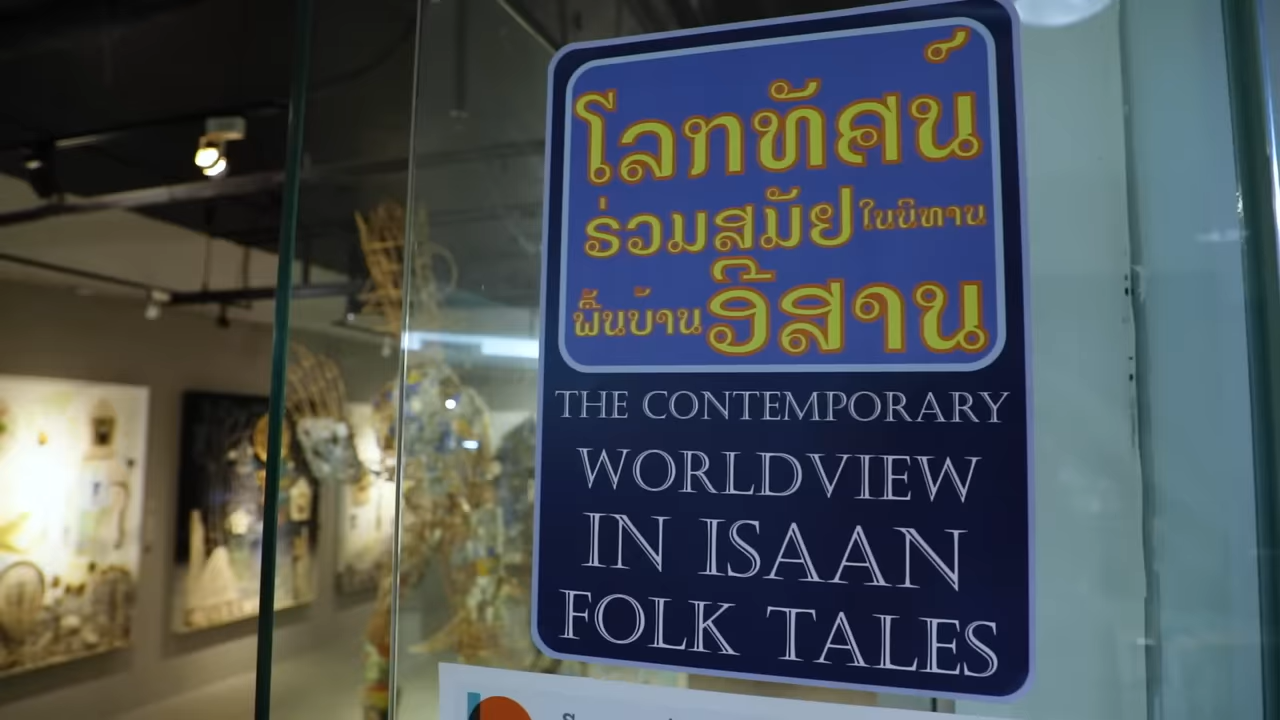 โลกทัศน์
ร่วมสมัย ในนิทาน
พื้นบ้าน อีสาน
THE CONTEMPORARY
WORLDVIEW
IN ISAAN
FOLK TALES